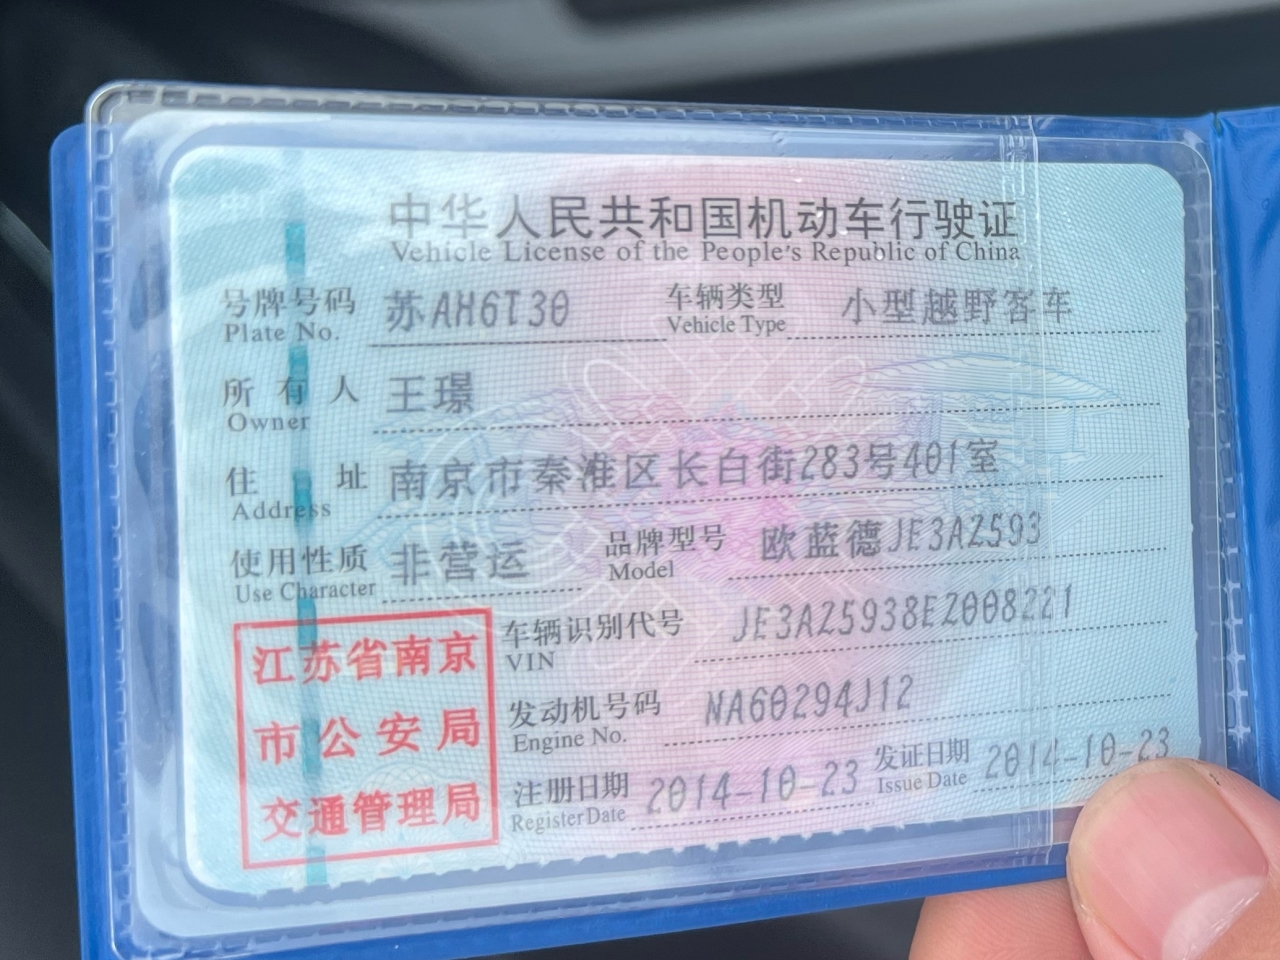 中华人民共和国机动车行驶证
Vehicle License of the People's Republic of China
号牌号码 苏AH6T30 车辆类型 小型越野客车
Plate No. Vehicle Type
所有人 王璟
Owner
住址 南京市秦淮区长白街283号401室
Address
使用性质 非营运 品牌型号 欧蓝德JE3AZ593
Use Character Model
车辆识别代号 JE3AZ5938EZ008221
VIN
发动机号码 NA60294J12
Engine No.
注册日期 2014-10-23 发证日期 2014-10-23
Register Date Issue Date
江苏省南京
市公安局
交通管理局